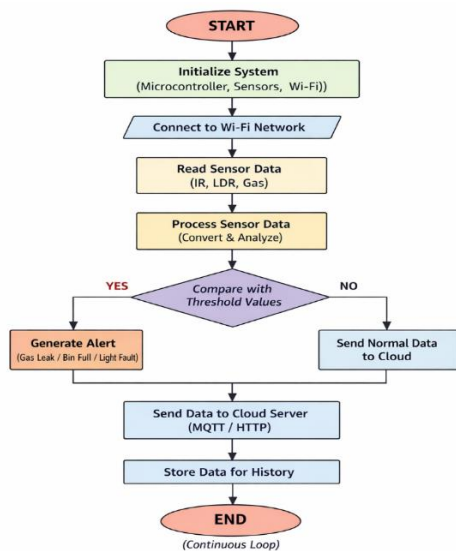 START
Initialize System
(Microcontroller, Sensors, Wi-Fi))
Connect to Wi-Fi Network
Read Sensor Data
(IR, LDR, Gas)
Process Sensor Data
(Convert & Analyze)
YES
Compare with
Threshold Values
NO
Generate Alert
(Gas Leak / Bin Full / Light Fault)
Send Normal Data
to Cloud
Send Data to Cloud Server
(MQTT / HTTP)
Store Data for History
END
(Continuous Loop)